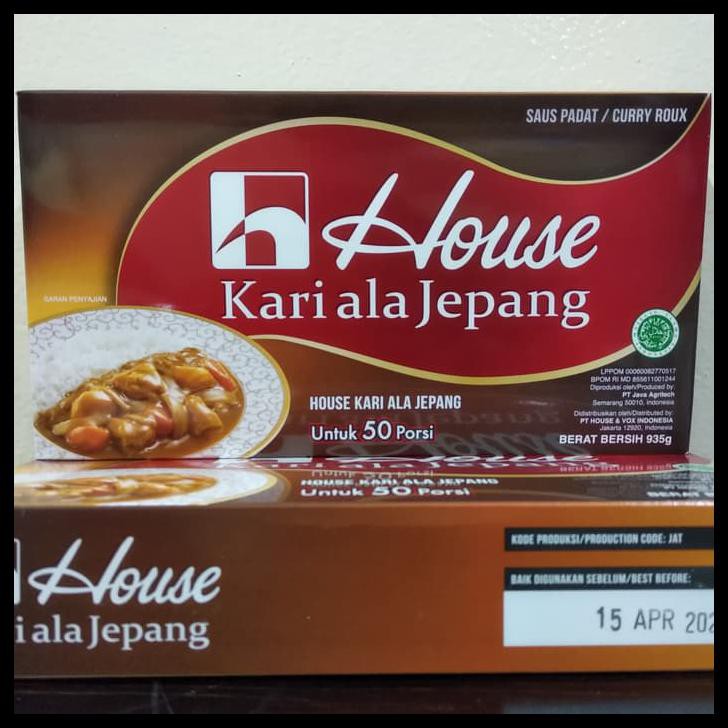 SAUS PADAT / CURRY ROUX
House
Kari ala Jepang
SARAN PENYAJIAN
HOUSE KARI ALA JEPANG
Untuk 50 Porsi
LPPOM 00060082770517
BPOM RI MD 855611001244
Diproduksi oleh/Produced by:
PT Java Agritech
Semarang 50010, Indonesia
Didistribusikan oleh/Distributed by:
PT HOUSE & VOX INDONESIA
Jakarta 12920, Indonesia
BERAT BERSIH 935g
HOUSE KARI ALA JEPANG
Untuk 50 Porsi
House
i ala Jepang
KODE PRODUKSI/PRODUCTION CODE: JAT
BAIK DIGUNAKAN SEBELUM/BEST BEFORE:
15 APR 202